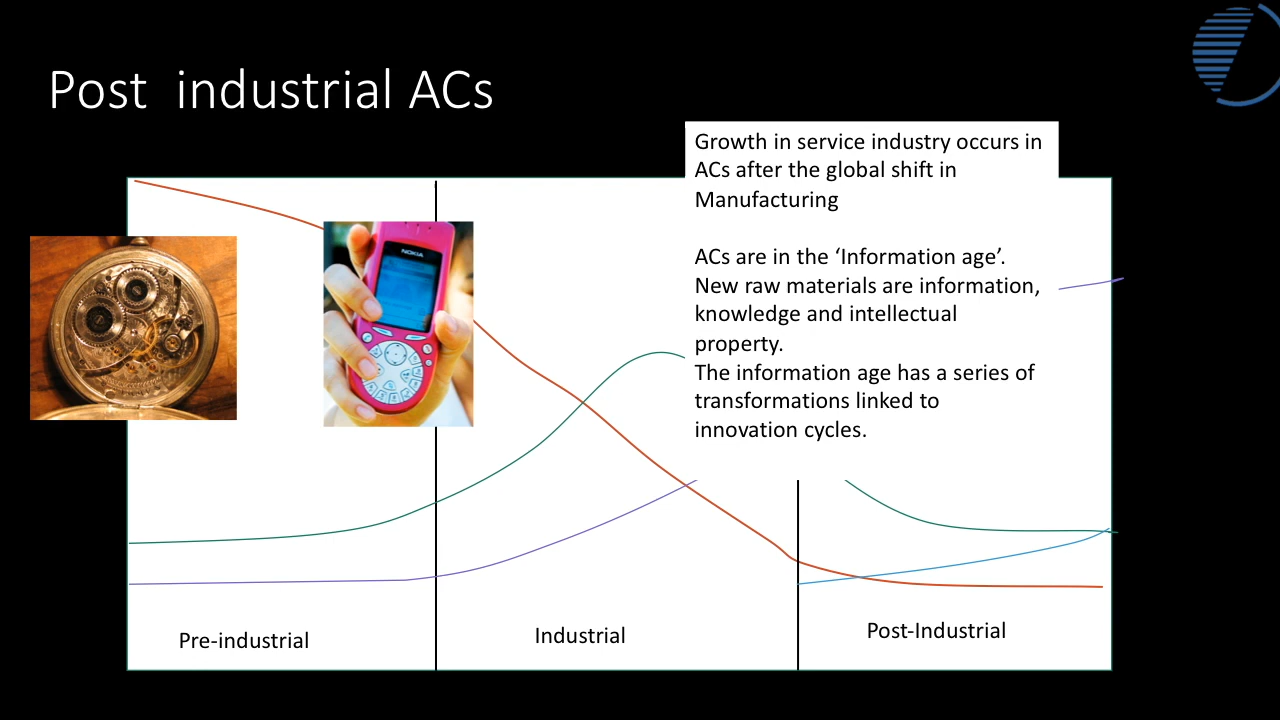 Post  industrial ACs
Growth in service industry occurs in
ACs after the global shift in
Manufacturing
ACs are in the ‘Information age’.
New raw materials are information,
knowledge and intellectual
property.
The information age has a series of
transformations linked to
innovation cycles.
NOKIA
Pre-industrial
Industrial
Post-Industrial